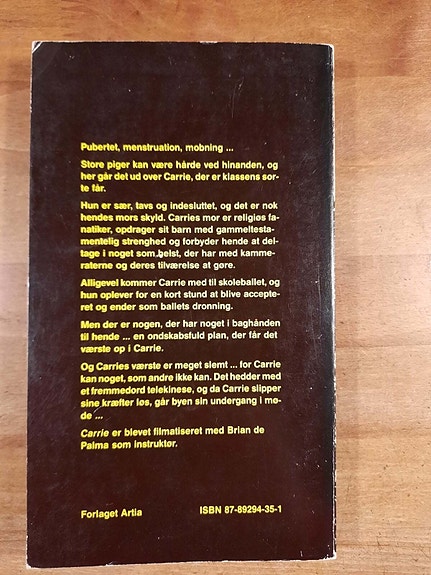 Pubertet, menstruation, mobning ...
Store piger kan være hårde ved hinanden, og
her går det ud over Carrie, der er klassens sor-
te får.
Hun er sær, tavs og indesluttet, og det er nok
hendes mors skyld. Carries mor er religiøs fa-
natiker, opdrager sit barn med gammeltesta-
mentelig strenghed og forbyder hende at del-
tage i noget som helst, der har med kamme-
raterne og deres tilværelse at gøre.
Alligevel kommer Carrie med til skoleballet, og
hun oplever for en kort stund at blive accepte-
ret og ender som ballets dronning.
Men der er nogen, der har noget i baghånden
til hende ... en ondskabsfuld plan, der får det
værste op i Carrie.
Og Carries værste er meget slemt ... for Carrie
kan noget, som andre ikke kan. Det hedder med
et fremmedord telekinese, og da Carrie slipper
sine kræfter løs, går byen sin undergang i mø-
de ...
Carrie er blevet filmatiseret med Brian de
Palma som instruktør.
Forlaget Artia ISBN 87-89294-35-1